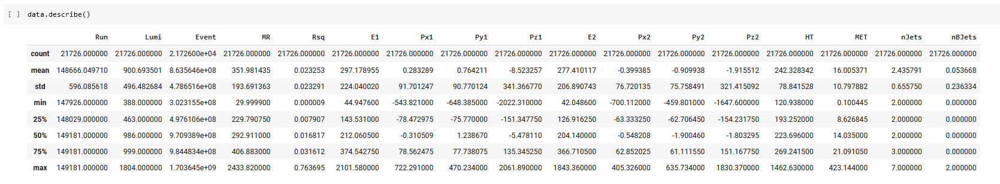 [ ] data.describe()
Run Lumi Event MR Rsq E1 Px1 Py1 Pz1 E2 Px2 Py2 Pz2 HT MET nJets nBJets
count 21726.000000 21726.000000 2.172600e+04 21726.000000 21726.000000 21726.000000 21726.000000 21726.000000 21726.000000 21726.000000 21726.000000 21726.000000 21726.000000 21726.000000 21726.000000 21726.000000 21726.000000
mean 148666.049710 900.693501 8.635646e+08 351.981435 0.023253 297.178955 0.283289 0.764211 -8.523257 277.410117 -0.399385 -0.909938 -1.915512 242.328342 16.005371 2.435791 0.053668
std 596.085618 496.482684 4.786516e+08 193.691363 0.023291 224.040020 91.701247 90.770124 341.366770 206.890743 76.720135 75.758491 321.415092 78.841528 10.797882 0.655750 0.236334
min 147926.000000 388.000000 3.023155e+08 29.999900 0.000009 44.947600 -543.821000 -648.385000 -2022.310000 42.048600 -700.112000 -459.801000 -1647.600000 120.938000 0.100445 2.000000 0.000000
25% 148029.000000 463.000000 4.976106e+08 229.790750 0.007907 143.531000 -78.472975 -75.770000 -151.347750 126.916250 -63.333250 -62.706450 -154.231750 193.252000 8.626845 2.000000 0.000000
50% 149181.000000 986.000000 9.709389e+08 292.911000 0.016817 212.060500 -0.310509 1.238670 -5.478110 204.140000 -0.548208 -1.900460 -1.803295 223.696000 14.035000 2.000000 0.000000
75% 149181.000000 999.000000 9.844834e+08 406.883000 0.031612 374.542750 78.562475 77.738075 135.345250 366.710500 62.852025 61.111550 151.167750 269.241500 21.091050 3.000000 0.000000
max 149181.000000 1804.000000 1.703645e+09 2433.820000 0.763695 2101.580000 722.291000 470.234000 2061.890000 1843.360000 405.326000 635.734000 1830.370000 1462.630000 423.144000 7.000000 2.000000